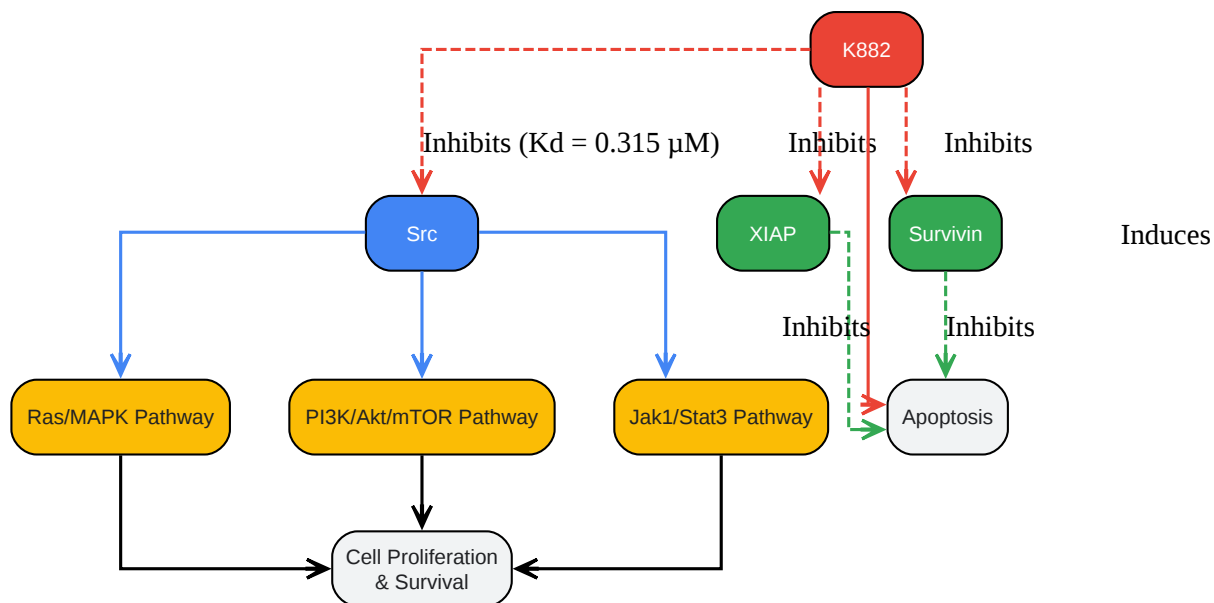 K882
Inhibits (Kd = 0.315 μM)
Inhibits
Inhibits
Src
XIAP
Survivin
Induces
Inhibits
Inhibits
Ras/MAPK Pathway
PI3K/Akt/mTOR Pathway
Jak1/Stat3 Pathway
Apoptosis
Cell Proliferation
& Survival